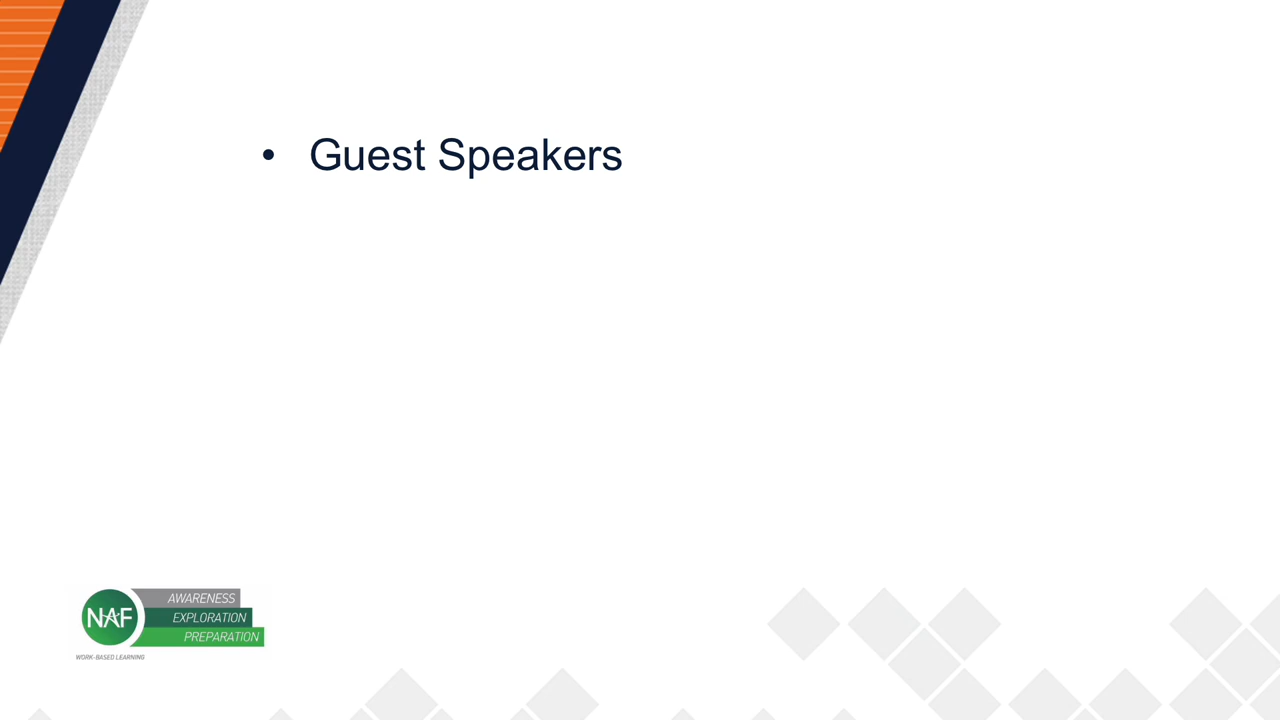 • Guest Speakers
NAF
AWARENESS
EXPLORATION
PREPARATION
WORK-BASED LEARNING